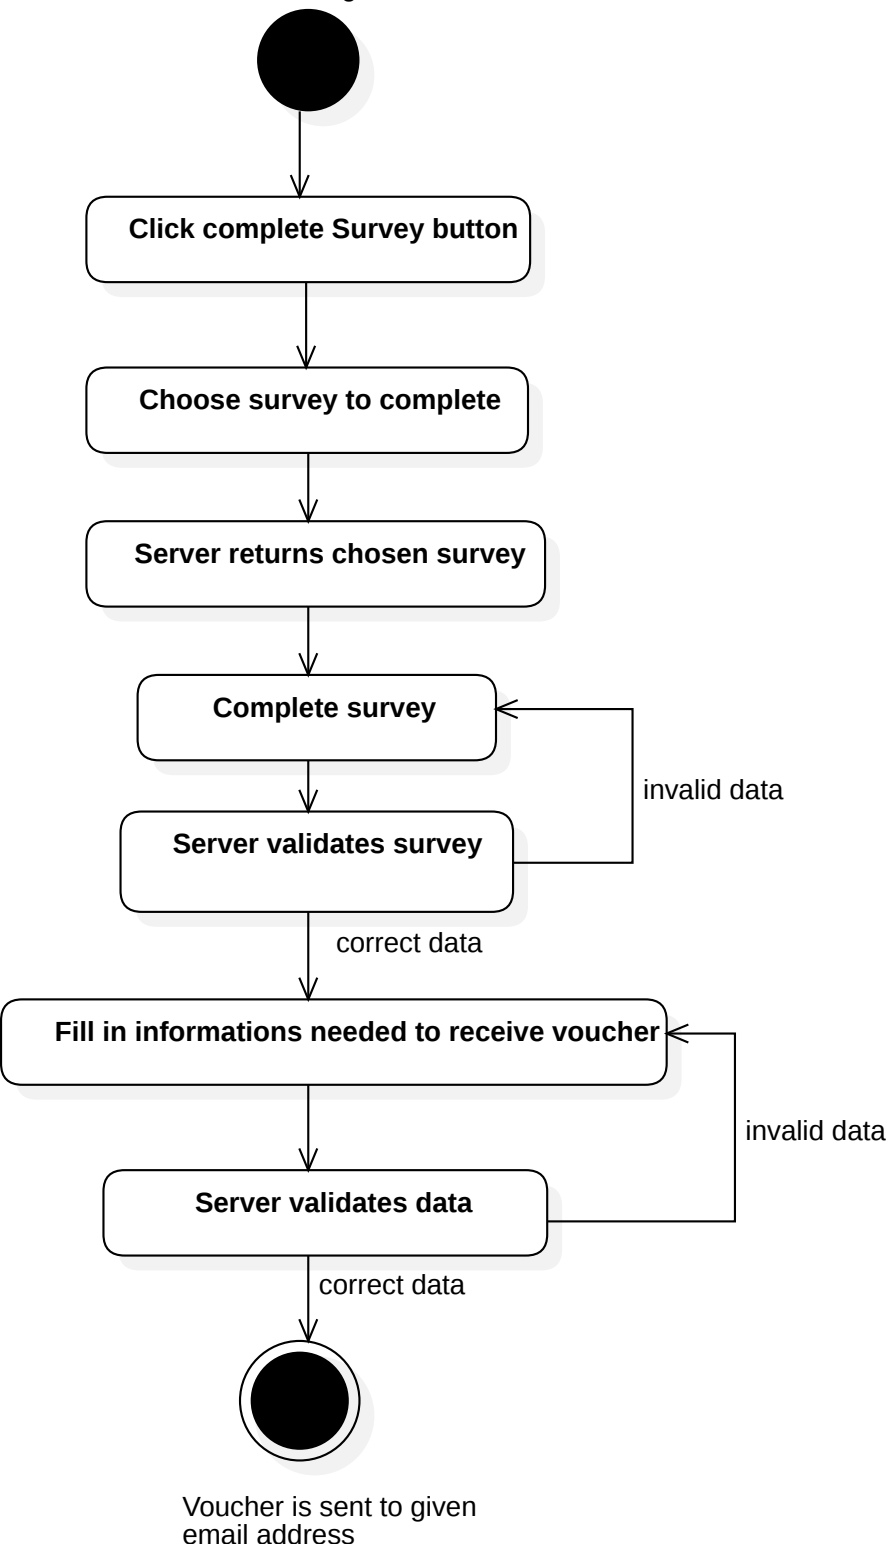 Click complete Survey button
Choose survey to complete
Server returns chosen survey
Complete survey
invalid data
Server validates survey
correct data
Fill in informations needed to receive voucher
invalid data
Server validates data
correct data
Voucher is sent to given
email address